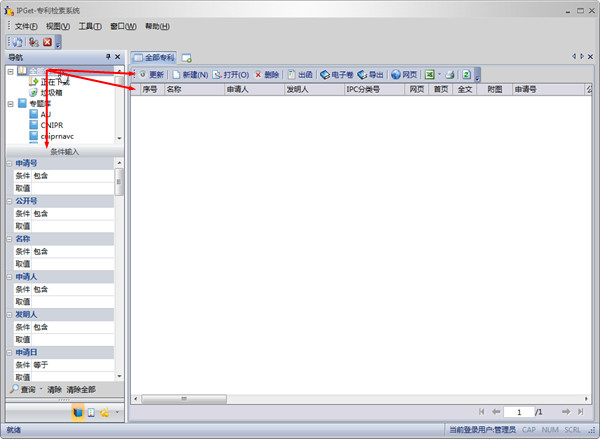 IPGet-专利检索系统
文件(F) 视图(V) 工具(T) 窗口(W) 帮助(H)
导航
全部专利
正在下载
垃圾箱
专题库
AU
CNIPR
cniprnavc
条件输入
申请号
条件 包含
取值
公开号
条件 包含
取值
名称
条件 包含
取值
申请人
条件 包含
取值
发明人
条件 包含
取值
申请日
条件 等于
取值
查询 清除 清除全部
更新 新建(N) 打开(O) 删除 出函 电子卷 导出 网页
序号 名称 申请人 发明人 IPC分类号 网页 首页 全文 附图 申请号
1 /1
就绪
当前登录用户:管理员 CAP NUM SCRL